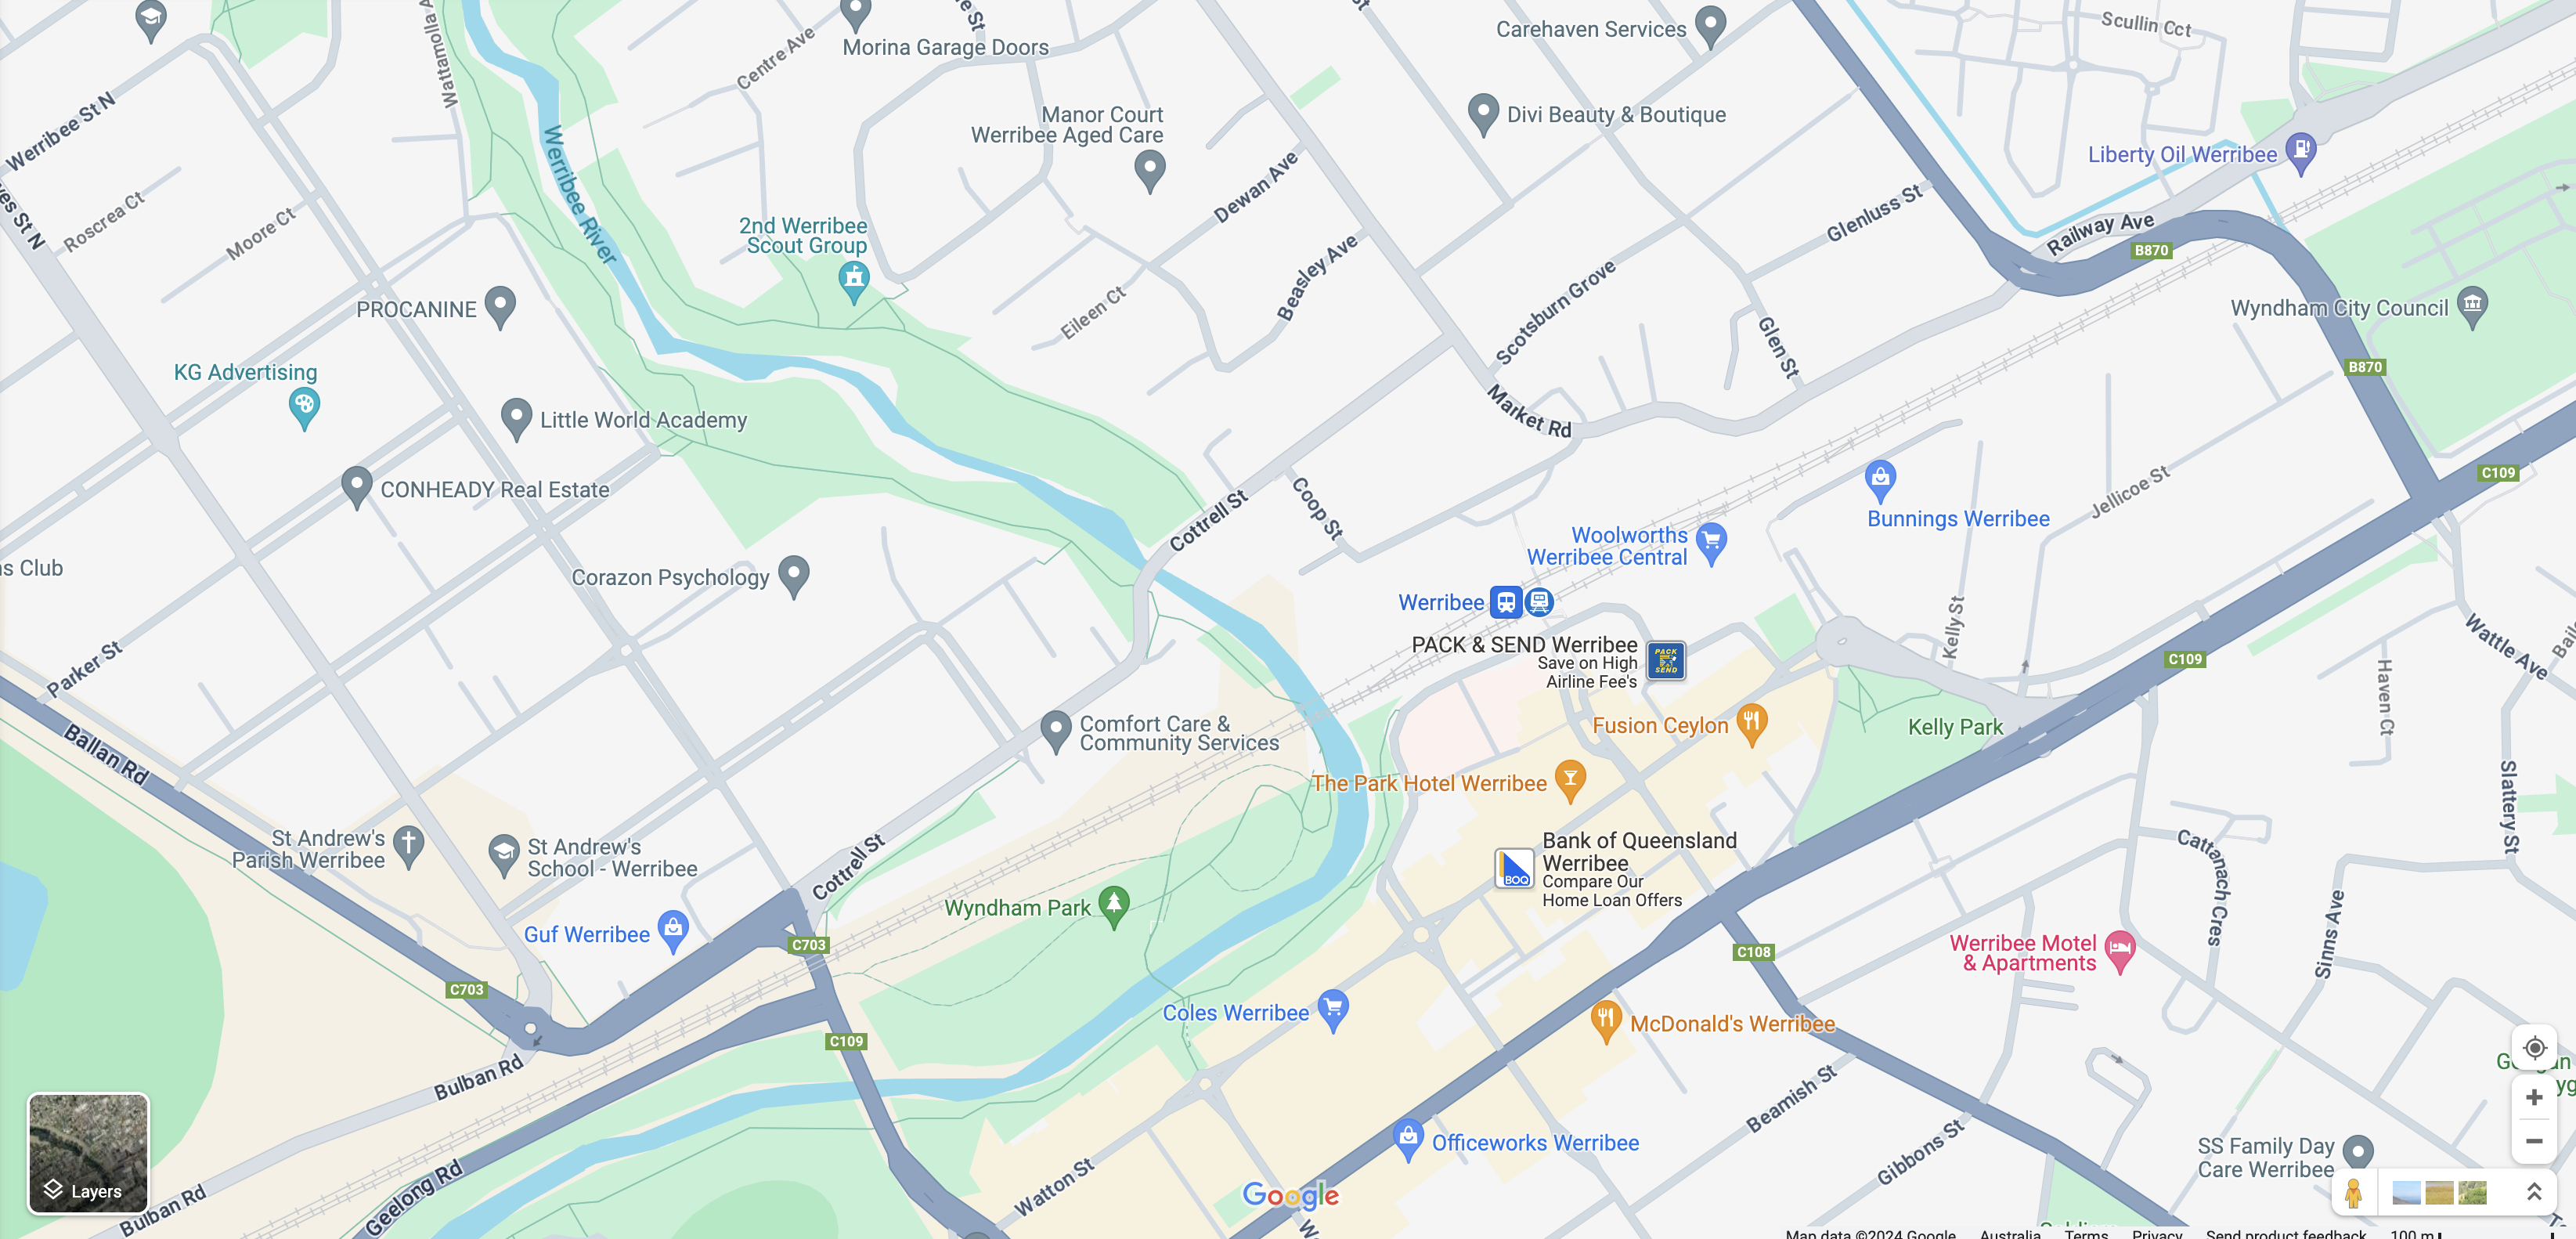 Scullin Cct
Carehaven Services
Centre Ave
Morina Garage Doors
Werribee St N
Manor Court
Werribee Aged Care
Divi Beauty & Boutique
Liberty Oil Werribee
Werribee River
Dewan Ave
Roscrea Ct
Moore Ct
2nd Werribee
Scout Group
Glenluss St
Railway Ave
B870
Beasley Ave
Scotsburn Grove
PROCANINE
Eileen Ct
Wyndham City Council
Glen St
B870
KG Advertising
Market Rd
Little World Academy
C109
CONHEADY Real Estate
Coop St
Cottrell St
Jellicoe St
Bunnings Werribee
Woolworths
Werribee Central
s Club
Corazon Psychology
Werribee
Kelly St
PACK & SEND Werribee
Save on High
Airline Fee's
PACK
&
SEND
C109
Wattle Ave
Parker St
Haven Ct
Comfort Care &
Community Services
Fusion Ceylon
Kelly Park
Ballan Rd
The Park Hotel Werribee
Slattery St
St Andrew's
Parish Werribee
St Andrew's
School - Werribee
Cottrell St
Bank of Queensland
Werribee
Compare Our
Home Loan Offers
BOQ
Cattanach Cres
Wyndham Park
Guf Werribee
C703
C108
Werribee Motel
& Apartments
Sinns Ave
C703
Coles Werribee
McDonald's Werribee
C109
Bulban Rd
Beamish St
Officeworks Werribee
Gibbons St
SS Family Day
Care Werribee
Layers
Geelong Rd
Bulban Rd
Watton St
Google
Map data ©2024 Google Australia Terms Privacy Send product feedback 100 m